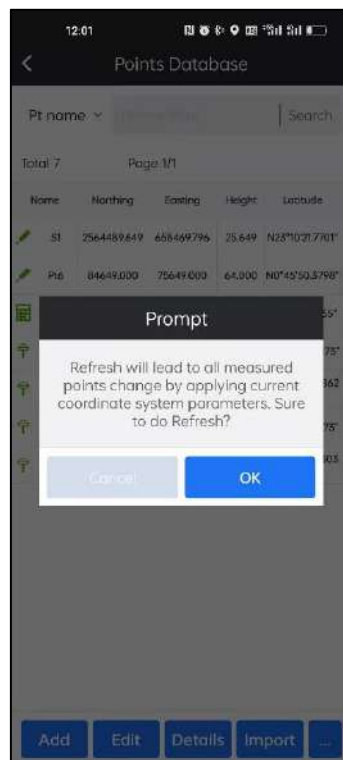 12:01
Points Database
Pt name
Search
Total 7 Page 1/1
Name Northing Easting Height Latitude
S1 2564489.649 658469.796 25.649 N23°10'21.7701"
Pt6 84649.000 75649.000 64.000 N0°45'50.3798"
Prompt
Refresh will lead to all measured
points change by applying current
coordinate system parameters. Sure
to do Refresh?
Cancel OK
Add Edit Details Import ...